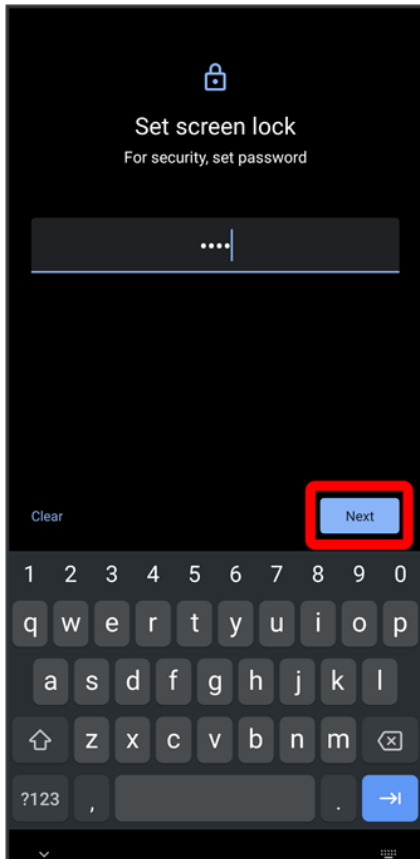 Set screen lock
For security, set password
••••
Clear
Next
1 2 3 4 5 6 7 8 9 0
q w e r t y u i o p
a s d f g h j k l
z x c v b n m
?123 , .